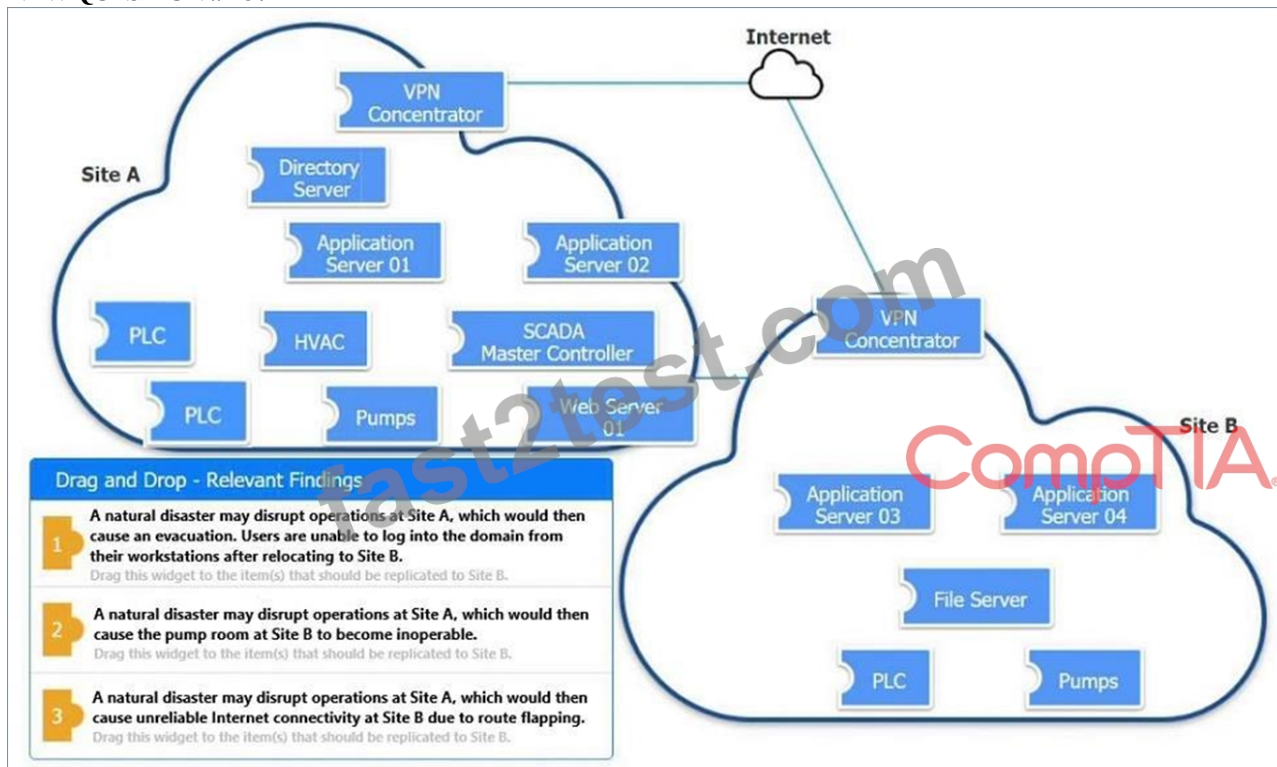 Internet
VPN
Concentrator
Site A
Directory
Server
Application
Server 01
Application
Server 02
PLC
HVAC
SCADA
Master Controller
VPN
Concentrator
PLC
Pumps
Web Server
01
Site B
CompTIA®
fast2test.com
Application
Server 03
Application
Server 04
File Server
PLC
Pumps
Drag and Drop - Relevant Findings
1
A natural disaster may disrupt operations at Site A, which would then
cause an evacuation. Users are unable to log into the domain from
their workstations after relocating to Site B.
Drag this widget to the item(s) that should be replicated to Site B.
2
A natural disaster may disrupt operations at Site A, which would then
cause the pump room at Site B to become inoperable.
Drag this widget to the item(s) that should be replicated to Site B.
3
A natural disaster may disrupt operations at Site A, which would then
cause unreliable Internet connectivity at Site B due to route flapping.
Drag this widget to the item(s) that should be replicated to Site B.